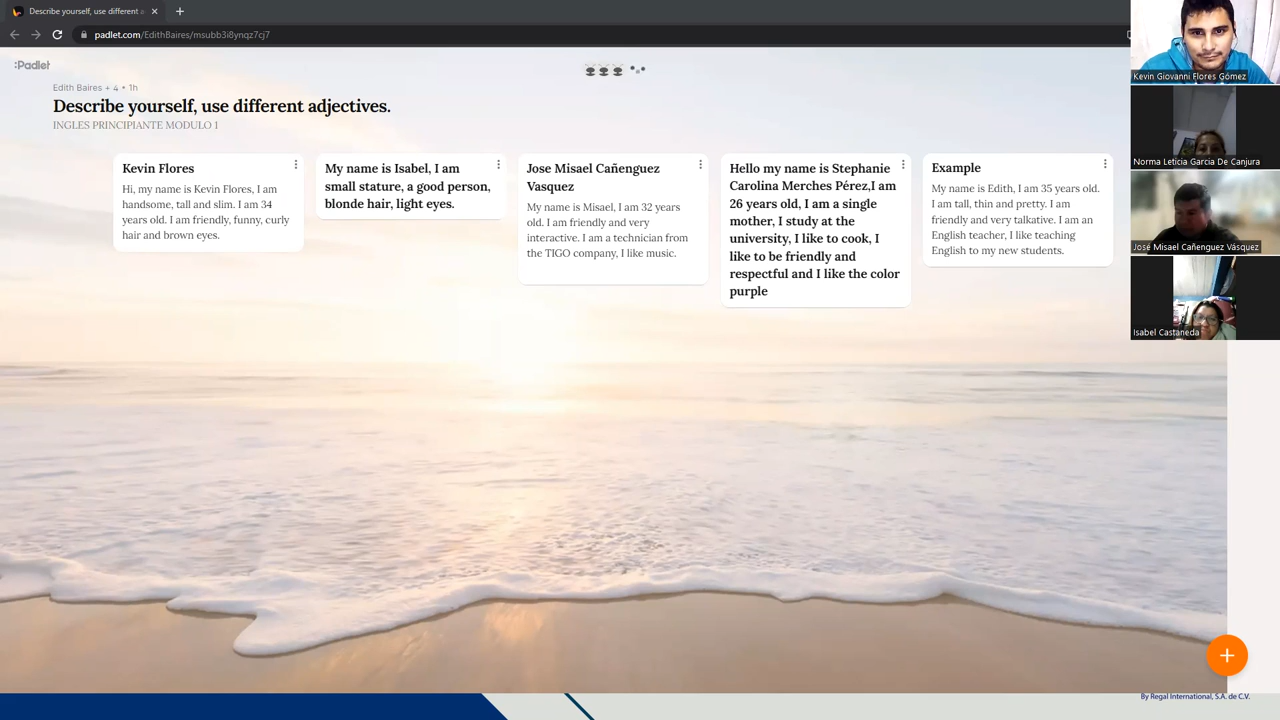 Describe yourself, use different a
padlet.com/EdithBaires/msubb3i8ynqz7cj7
:Padlet
Edith Baires + 4 • 1h
Describe yourself, use different adjectives.
INGLES PRINCIPIANTE MODULO 1
Kevin Flores
Hi, my name is Kevin Flores, I am
handsome, tall and slim. I am 34
years old. I am friendly, funny, curly
hair and brown eyes.
My name is Isabel, I am
small stature, a good person,
blonde hair, light eyes.
Jose Misael Cañenguez
Vasquez
My name is Misael, I am 32 years
old. I am friendly and very
interactive. I am a technician from
the TIGO company, I like music.
Hello my name is Stephanie
Carolina Merches Pérez,I am
26 years old, I am a single
mother, I study at the
university, I like to cook, I
like to be friendly and
respectful and I like the color
purple
Example
My name is Edith, I am 35 years old.
I am tall, thin and pretty. I am
friendly and very talkative. I am an
English teacher, I like teaching
English to my new students.
Kevin Giovanni Flores Gómez
Norma Leticia Garcia De Canjura
José Misael Cañenguez Vásquez
Isabel Castaneda
By Regal International, S.A. de C.V.